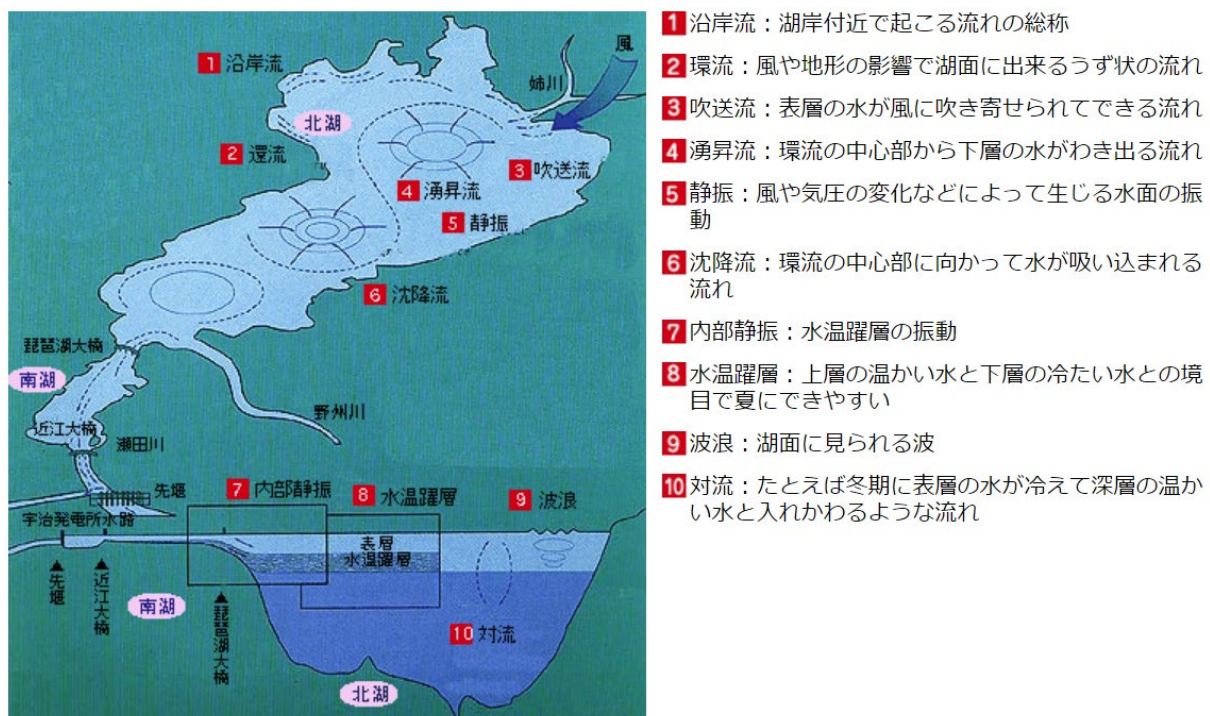 1 沿岸流
風
姉川
北湖
2 還流
3 吹送流
4 湧昇流
5 静振
6 沈降流
琵琶湖大橋
南湖
野州川
近江大橋
瀬田川
先堰
7 内部静振
8 水温躍層
9 波浪
宇治発電所水路
表層
水温躍層
先堰
近江大橋
南湖
琵琶湖大橋
10 対流
北湖
1 沿岸流：湖岸付近で起こる流れの総称
2 環流：風や地形の影響で湖面に出来るうず状の流れ
3 吹送流：表層の水が風に吹き寄せられてできる流れ
4 湧昇流：環流の中心部から下層の水がわき出る流れ
5 静振：風や気圧の変化などによって生じる水面の振
動
6 沈降流：環流の中心部に向かって水が吸い込まれる
流れ
7 内部静振：水温躍層の振動
8 水温躍層：上層の温かい水と下層の冷たい水との境
目で夏にできやすい
9 波浪：湖面に見られる波
10 対流：たとえば冬期に表層の水が冷えて深層の温か
い水と入れかわるような流れ